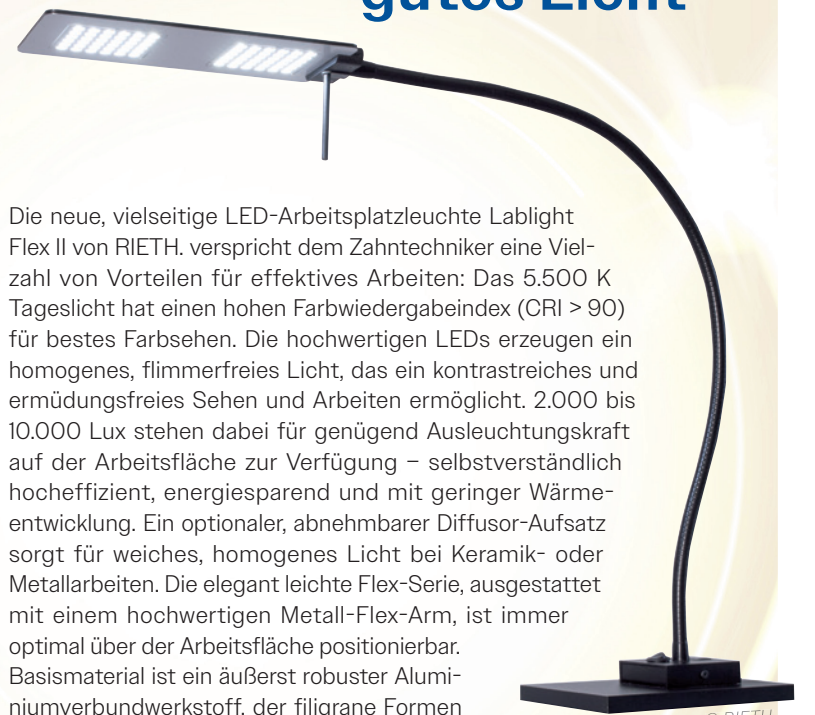 gutes Licht
Die neue, vielseitige LED-Arbeitsplatzleuchte Lablight
Flex II von RIETH. verspricht dem Zahntechniker eine Viel-
zahl von Vorteilen für effektives Arbeiten: Das 5.500 K
Tageslicht hat einen hohen Farbwiedergabeindex (CRI > 90)
für bestes Farbsehen. Die hochwertigen LEDs erzeugen ein
homogenes, flimmerfreies Licht, das ein kontrastreiches und
ermüdungsfreies Sehen und Arbeiten ermöglicht. 2.000 bis
10.000 Lux stehen dabei für genügend Ausleuchtungskraft
auf der Arbeitsfläche zur Verfügung – selbstverständlich
hocheffizient, energiesparend und mit geringer Wärme-
entwicklung. Ein optionaler, abnehmbarer Diffusor-Aufsatz
sorgt für weiches, homogenes Licht bei Keramik- oder
Metallarbeiten. Die elegant leichte Flex-Serie, ausgestattet
mit einem hochwertigen Metall-Flex-Arm, ist immer
optimal über der Arbeitsfläche positionierbar.
Basismaterial ist ein äußerst robuster Alumi-
niumverbundwerkstoff, der filigrane Formen
© RIETH